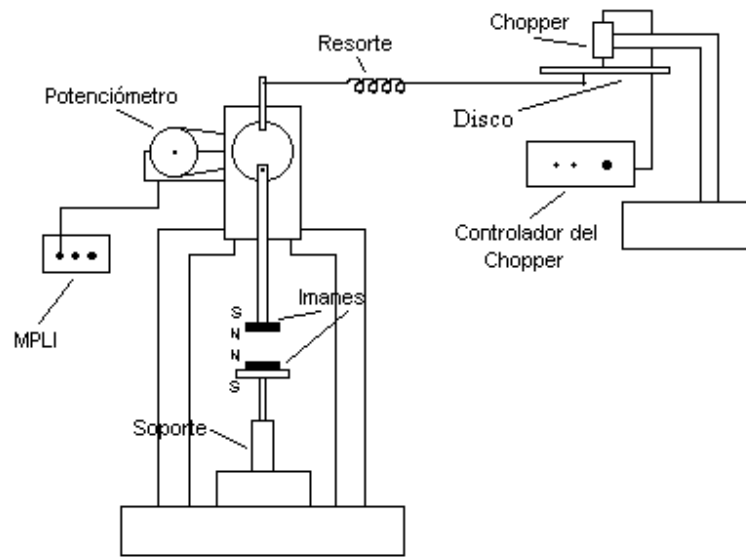 Chopper
Resorte
Potenciómetro
Disco
Controlador del
Chopper
MPLI
Imanes
S
N
N
S
Soporte